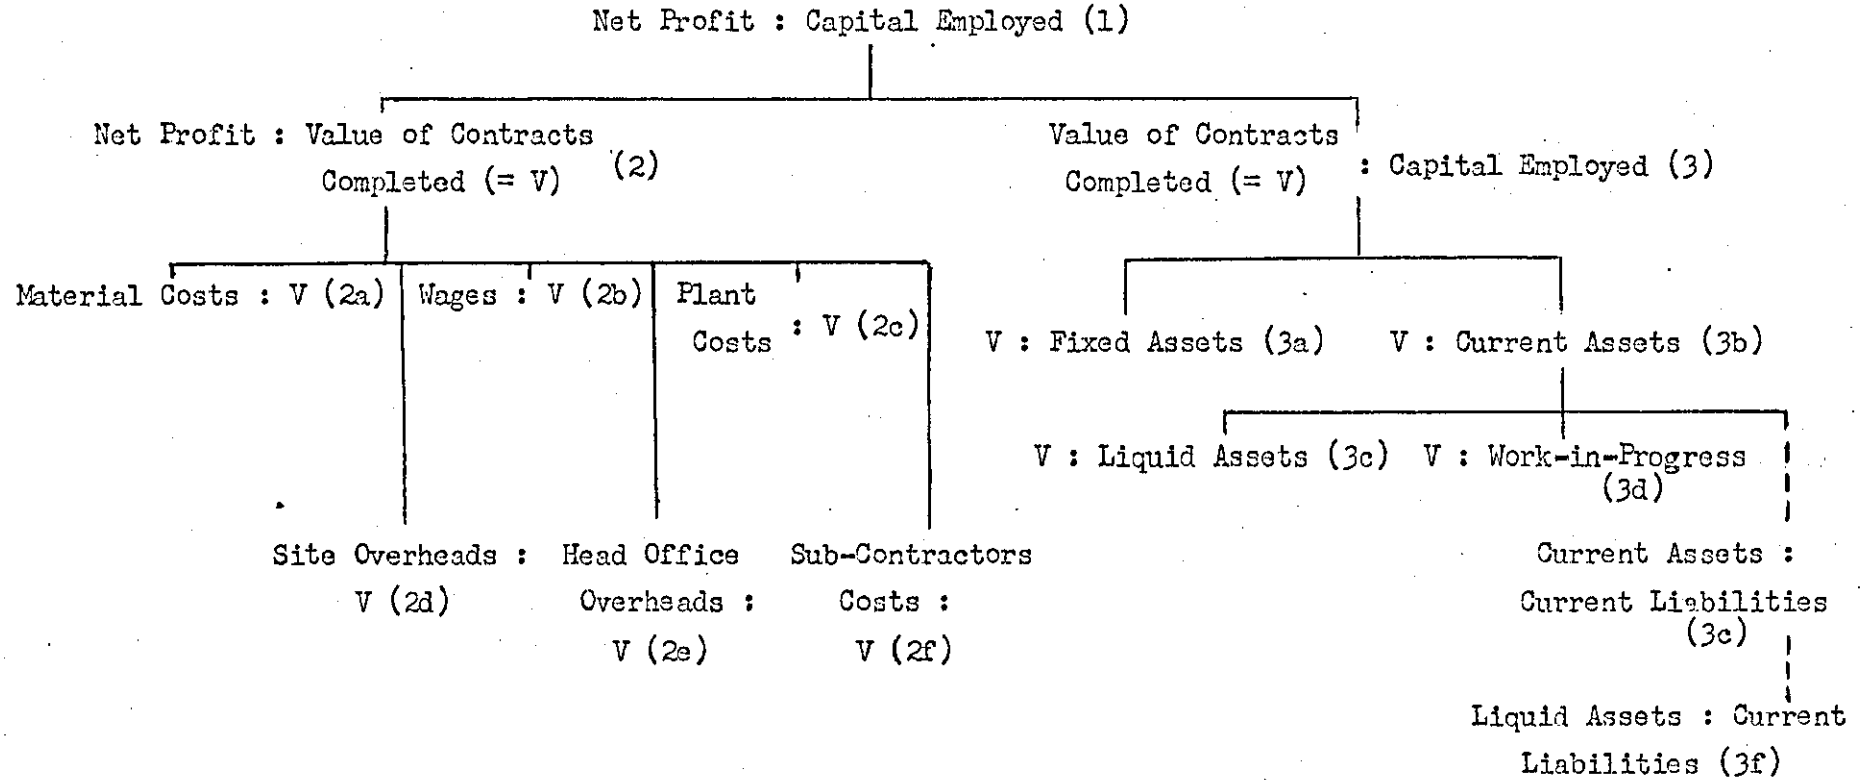 Net Profit : Capital Employed (1)
Net Profit : Value of Contracts
Completed (= V) (2)
Value of Contracts
Completed (= V) : Capital Employed (3)
Material Costs : V (2a)
Wages : V (2b)
Plant
Costs : V (2c)
V : Fixed Assets (3a)
V : Current Assets (3b)
V : Liquid Assets (3c)
V : Work-in-Progress
(3d)
Site Overheads :
V (2d)
Head Office
Overheads :
V (2e)
Sub-Contractors
Costs :
V (2f)
Current Assets :
Current Liabilities
(3c)
Liquid Assets : Current
Liabilities (3f)